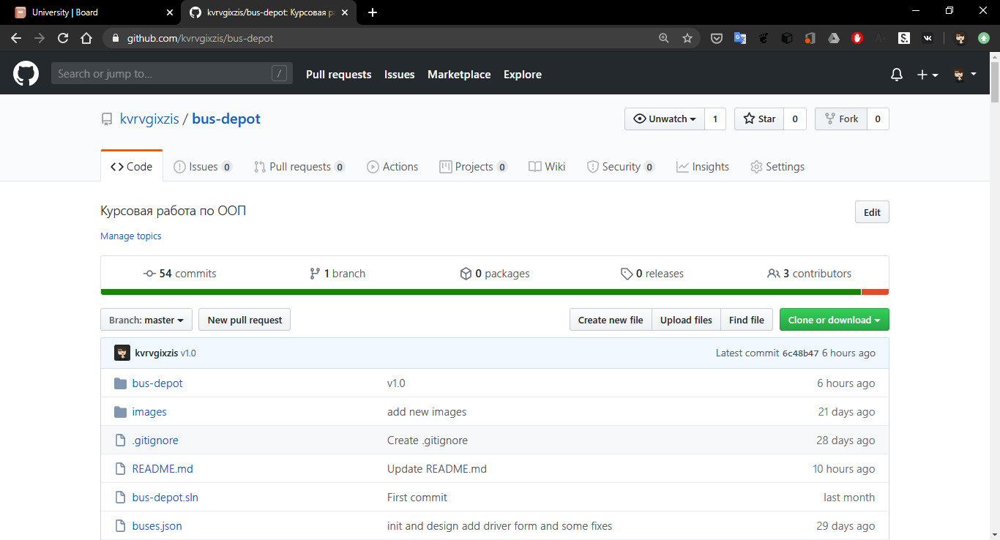 University | Board
kvrvgixzis/bus-depot: Курсовая р
github.com/kvrvgixzis/bus-depot
Search or jump to... /
Pull requests Issues Marketplace Explore
kvrvgixzis / bus-depot
Unwatch 1 Star 0 Fork 0
Code Issues 0 Pull requests 0 Actions Projects 0 Wiki Security 0 Insights Settings
Курсовая работа по ООП
Edit
Manage topics
54 commits 1 branch 0 packages 0 releases 3 contributors
Branch: master New pull request Create new file Upload files Find file Clone or download
kvrvgixzis v1.0 Latest commit 6c48b47 6 hours ago
bus-depot v1.0 6 hours ago
images add new images 21 days ago
.gitignore Create .gitignore 28 days ago
README.md Update README.md 10 hours ago
bus-depot.sln First commit last month
buses.json init and design add driver form and some fixes 29 days ago